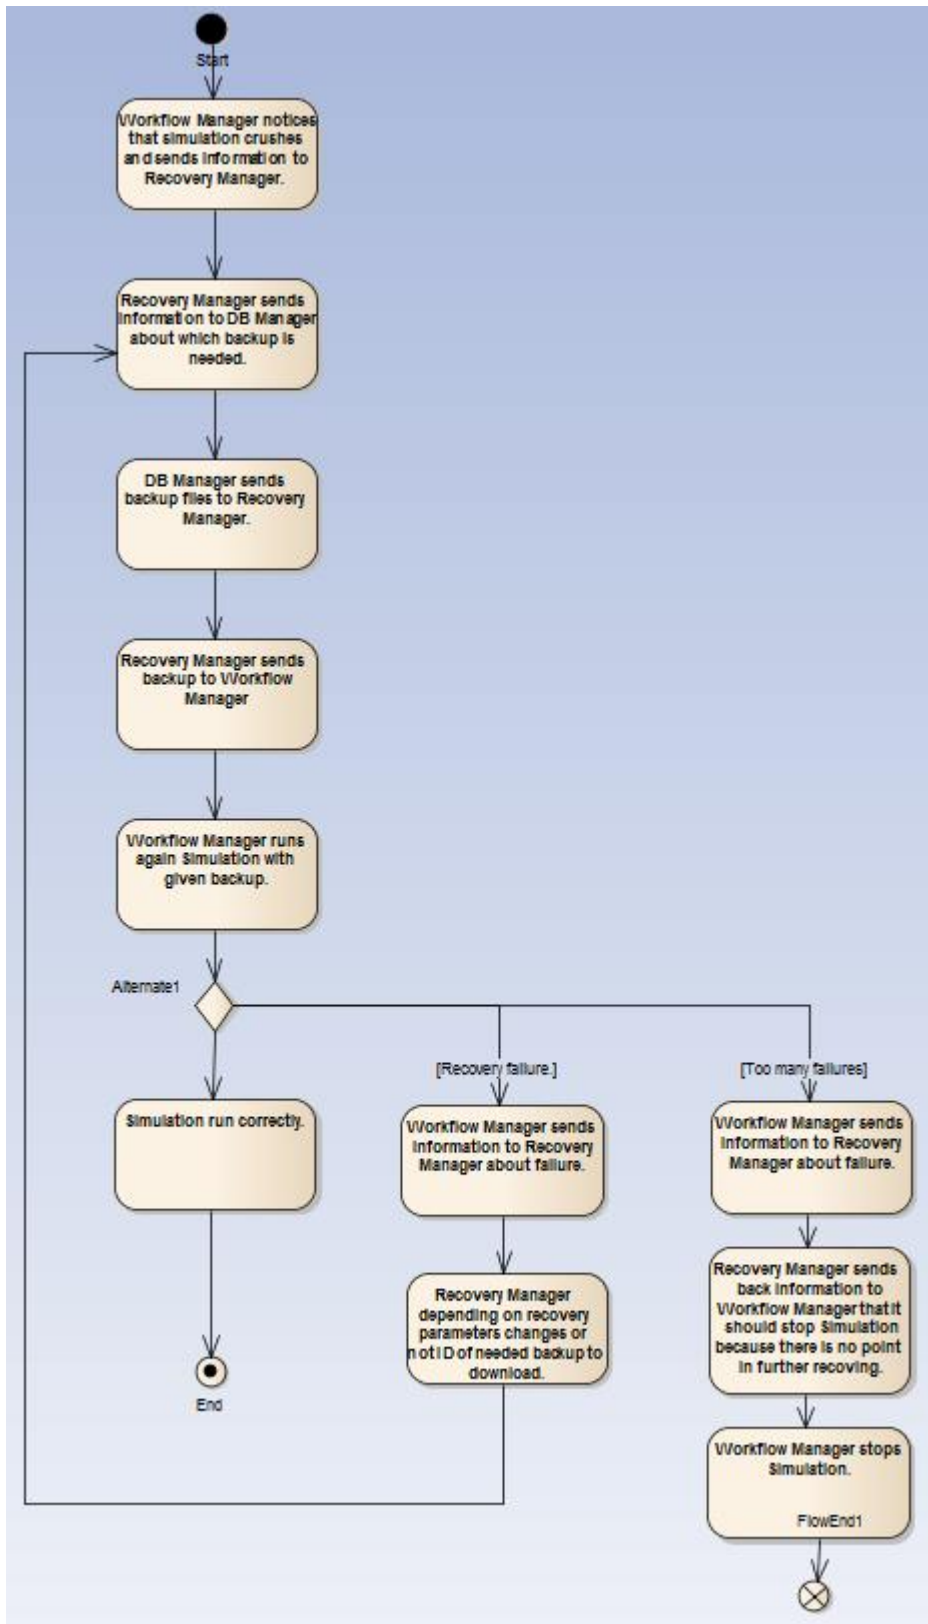 Start
Workflow Manager notices
that simulation crushes
and sends information to
Recovery Manager.
Recovery Manager sends
information to DB Manager
about which backup is
needed.
DB Manager sends
backup files to Recovery
Manager.
Recovery Manager sends
backup to Workflow
Manager
Workflow Manager runs
again Simulation with
given backup.
Alternate1
[Recovery failure.]
[Too many failures]
Simulation run correctly.
Workflow Manager sends
information to Recovery
Manager about failure.
Workflow Manager sends
information to Recovery
Manager about failure.
Recovery Manager
depending on recovery
parameters changes or
not ID of needed backup to
download.
Recovery Manager sends
back information to
Workflow Manager that it
should stop Simulation
because there is no point
in further recoving.
End
Workflow Manager stops
Simulation.
FlowEnd1